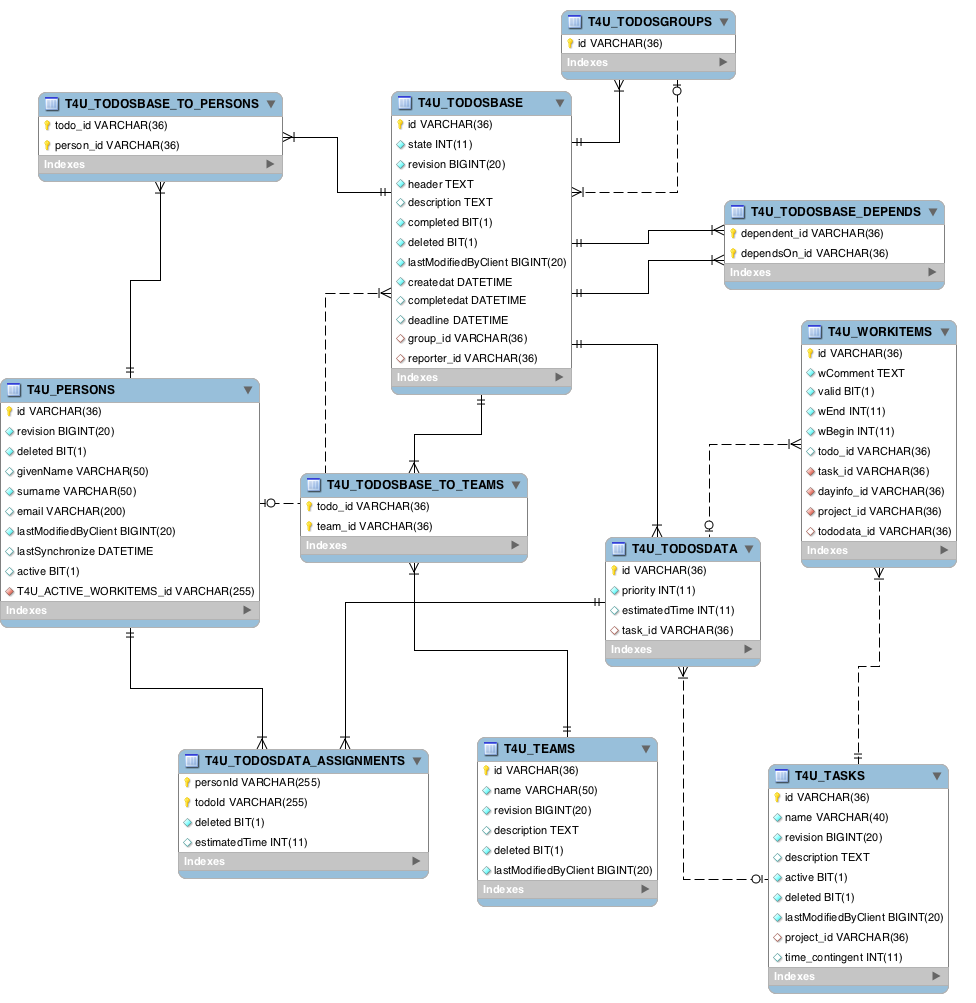 T4U_TODOSGROUPS
id VARCHAR(36)
Indexes
T4U_TODOSBASE_TO_PERSONS
todo_id VARCHAR(36)
person_id VARCHAR(36)
Indexes
T4U_TODOSBASE
id VARCHAR(36)
state INT(11)
revision BIGINT(20)
header TEXT
description TEXT
completed BIT(1)
deleted BIT(1)
lastModifiedByClient BIGINT(20)
createdat DATETIME
completedat DATETIME
deadline DATETIME
group_id VARCHAR(36)
reporter_id VARCHAR(36)
Indexes
T4U_TODOSBASE_DEPENDS
dependent_id VARCHAR(36)
dependsOn_id VARCHAR(36)
Indexes
T4U_WORKITEMS
id VARCHAR(36)
wComment TEXT
valid BIT(1)
wEnd INT(11)
wBegin INT(11)
todo_id VARCHAR(36)
task_id VARCHAR(36)
dayinfo_id VARCHAR(36)
project_id VARCHAR(36)
tododata_id VARCHAR(36)
Indexes
T4U_PERSONS
id VARCHAR(36)
revision BIGINT(20)
deleted BIT(1)
givenName VARCHAR(50)
surname VARCHAR(50)
email VARCHAR(200)
lastModifiedByClient BIGINT(20)
lastSynchronize DATETIME
active BIT(1)
T4U_ACTIVE_WORKITEMS_id VARCHAR(255)
Indexes
T4U_TODOSBASE_TO_TEAMS
todo_id VARCHAR(36)
team_id VARCHAR(36)
Indexes
T4U_TODOSDATA
id VARCHAR(36)
priority INT(11)
estimatedTime INT(11)
task_id VARCHAR(36)
Indexes
T4U_TODOSDATA_ASSIGNMENTS
personId VARCHAR(255)
todoId VARCHAR(255)
deleted BIT(1)
estimatedTime INT(11)
Indexes
T4U_TEAMS
id VARCHAR(36)
name VARCHAR(50)
revision BIGINT(20)
description TEXT
deleted BIT(1)
lastModifiedByClient BIGINT(20)
Indexes
T4U_TASKS
id VARCHAR(36)
name VARCHAR(40)
revision BIGINT(20)
description TEXT
active BIT(1)
deleted BIT(1)
lastModifiedByClient BIGINT(20)
project_id VARCHAR(36)
time_contingent INT(11)
Indexes